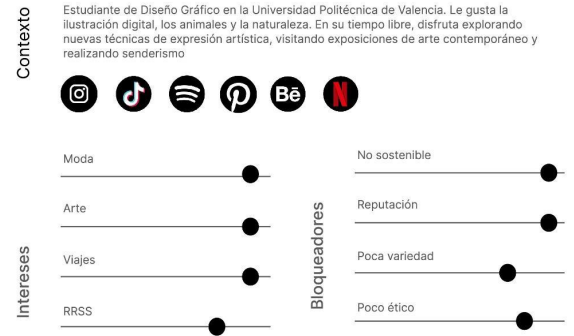 Contexto
Estudiante de Diseño Gráfico en la Universidad Politécnica de Valencia. Le gusta la
ilustración digital, los animales y la naturaleza. En su tiempo libre, disfruta explorando
nuevas técnicas de expresión artística, visitando exposiciones de arte contemporáneo y
realizando senderismo
Bē
N
Intereses
Moda
Arte
Viajes
RRSS
Bloqueadores
No sostenible
Reputación
Poca variedad
Poco ético